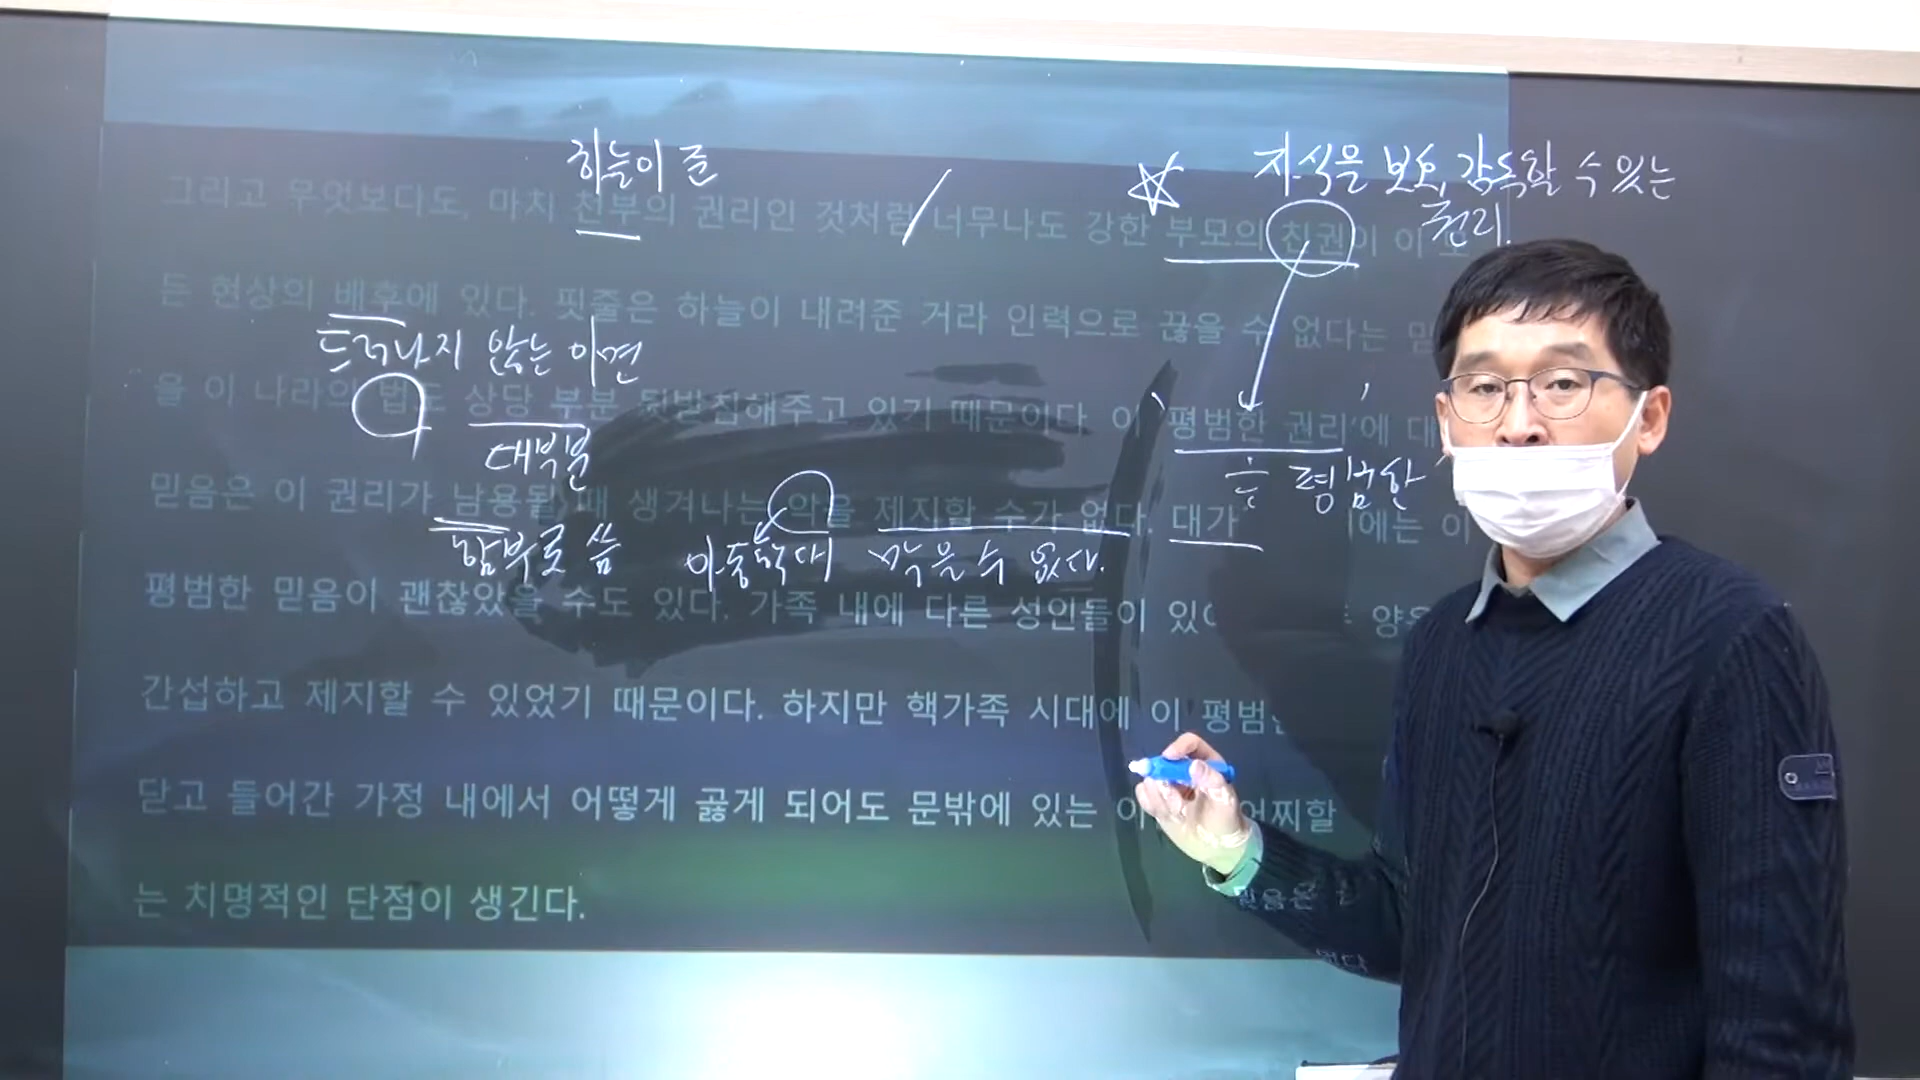 하늘이 준
☆ 자식을 보호, 감독할 수 있는
권리.
그리고 무엇보다도, 마치 천부의 권리인 것처럼 너무나도 강한 부모의 친권이 이 모
든 현상의 배후에 있다. 핏줄은 하늘이 내려준 거라 인력으로 끊을 수 없다는 믿
드러나지 않는 이면
을 이 나라의 법도 상당 부분 뒷받침해주고 있기 때문이다. 이 '평범한 권리'에 대
대부분
평범한
믿음은 이 권리가 남용될 때 생겨나는 악을 제지할 수가 없다. 대가 에는 이
함부로 씀 아동학대 막을 수 없다.
평범한 믿음이 괜찮았을 수도 있다. 가족 내에 다른 성인들이 있어 양육
간섭하고 제지할 수 있었기 때문이다. 하지만 핵가족 시대에 이 평범한
닫고 들어간 가정 내에서 어떻게 곪게 되어도 문밖에 있는 어찌할
는 치명적인 단점이 생긴다.
믿음은